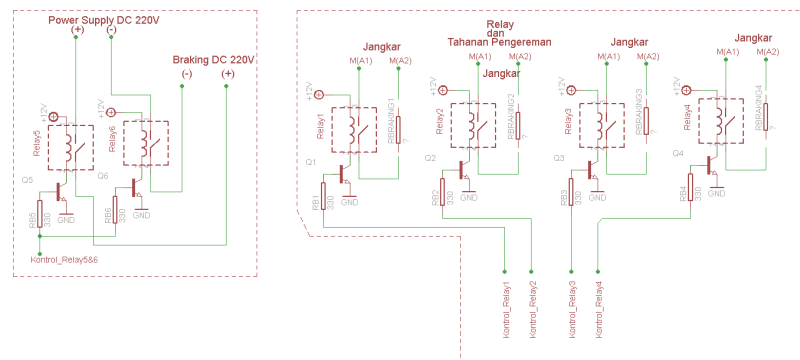 Power Supply DC 220V
(+)
(-)
Braking DC 220V
(-)
(+)
+12V
Relay5
+12V
Relay6
Q5
Q6
RB5
330
GND
RB6
330
GND
Kontrol_Relay5&6
Relay
dan
Tahanan Pengereman
Jangkar
M(A1)
M(A2)
+12V
Relay1
RBRAKING1
?
Q1
RB1
330
GND
Kontrol_Relay1
M(A1)
M(A2)
Jangkar
+12V
Relay2
RBRAKING2
?
Q2
RB2
330
GND
Kontrol_Relay2
Jangkar
M(A1)
M(A2)
+12V
Relay3
RBRAKING3
?
Q3
RB3
330
GND
Kontrol_Relay3
Jangkar
M(A1)
M(A2)
+12V
Relay4
RBRAKING4
?
Q4
RB4
330
GND
Kontrol_Relay4